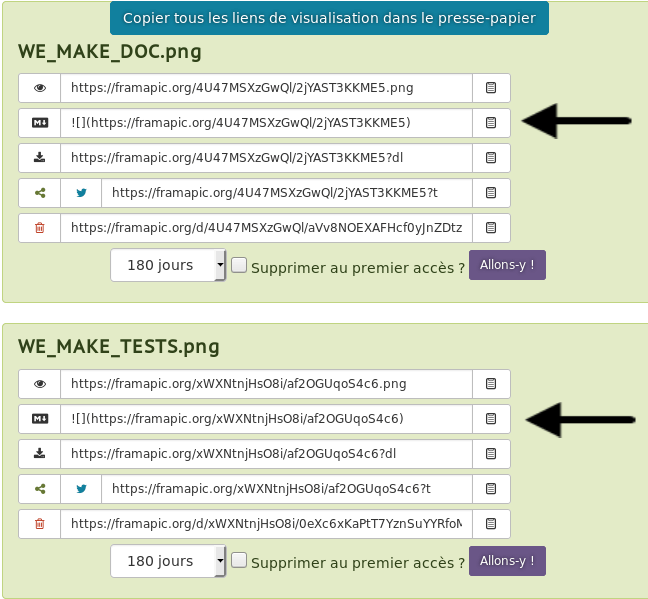 Copier tous les liens de visualisation dans le presse-papier
WE_MAKE_DOC.png
https://framapic.org/4U47MSXzGwQl/2jYAST3KKME5.png
M ![](https://framapic.org/4U47MSXzGwQl/2jYAST3KKME5)
https://framapic.org/4U47MSXzGwQl/2jYAST3KKME5?dl
https://framapic.org/4U47MSXzGwQl/2jYAST3KKME5?t
https://framapic.org/d/4U47MSXzGwQl/aVv8NOEXAFHcf0yJnZDtz
180 jours Supprimer au premier accès ? Allons-y !
WE_MAKE_TESTS.png
https://framapic.org/xWXNtnjHsO8i/af2OGUqoS4c6.png
M ![](https://framapic.org/xWXNtnjHsO8i/af2OGUqoS4c6)
https://framapic.org/xWXNtnjHsO8i/af2OGUqoS4c6?dl
https://framapic.org/xWXNtnjHsO8i/af2OGUqoS4c6?t
https://framapic.org/d/xWXNtnjHsO8i/0eXc6xKaPtT7YznSuYYRfoM
180 jours Supprimer au premier accès ? Allons-y !